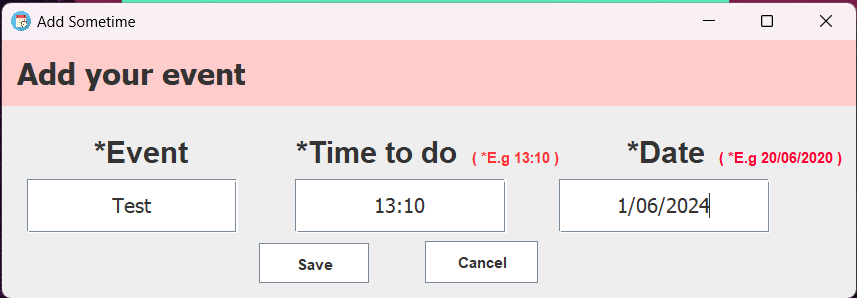 Add Sometime
Add your event
*Event
*Time to do ( *E.g 13:10 )
*Date ( *E.g 20/06/2020 )
Test
13:10
1/06/2024
Save
Cancel